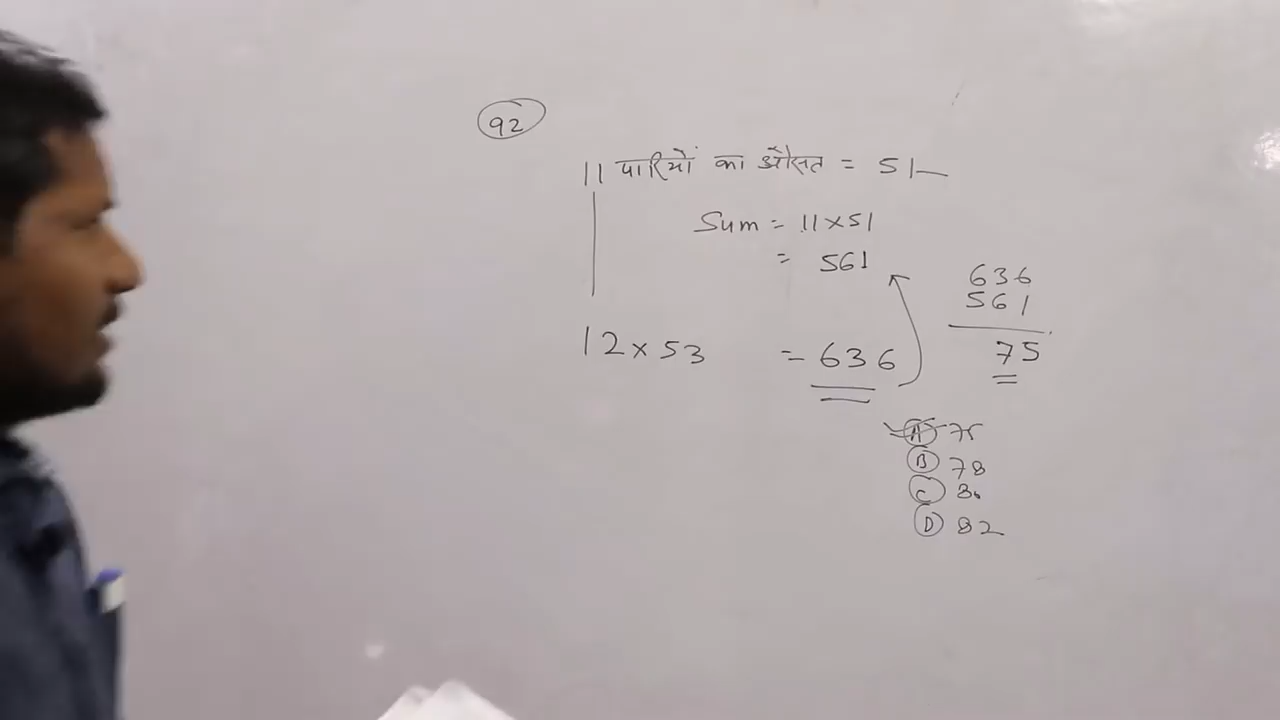 92
11 पारियों का औसत = 51
Sum = 11×51
= 561
12×53 = 636
636
561
75
A 75
B 78
C 80
D 82